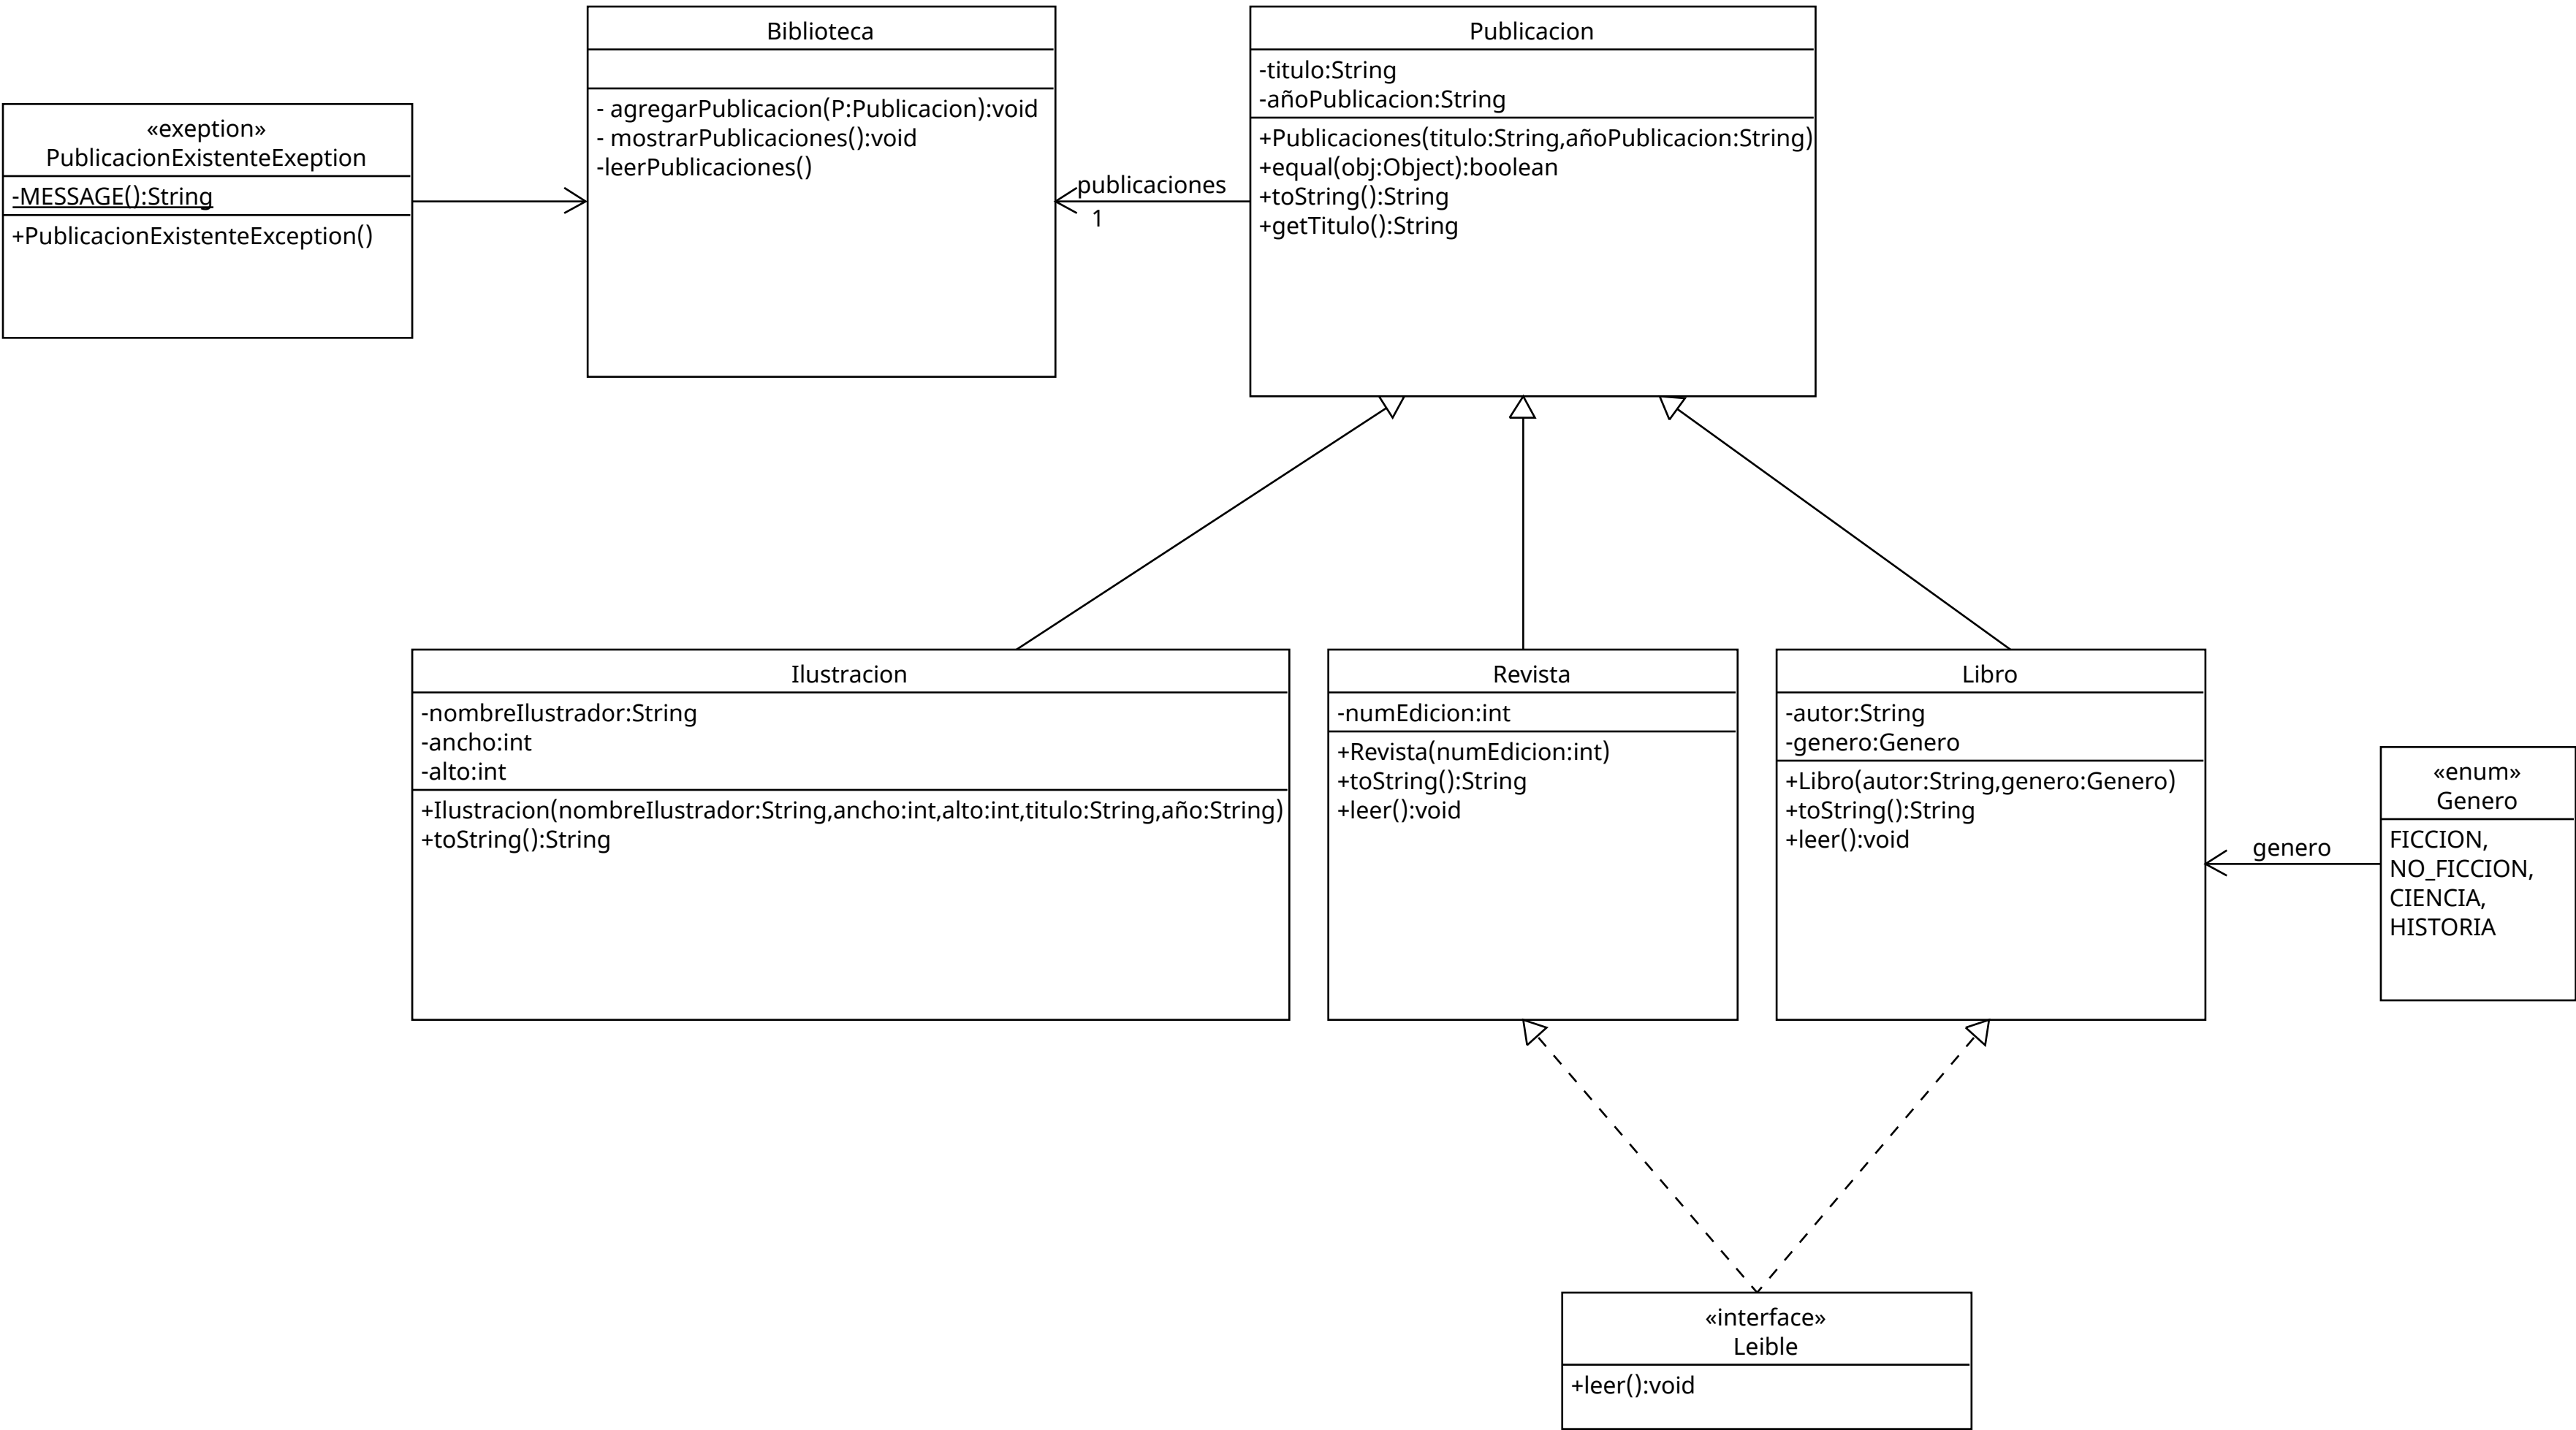 Biblioteca
- agregarPublicacion(P:Publicacion):void
- mostrarPublicaciones():void
-leerPublicaciones()
Publicacion
-titulo:String
-añoPublicacion:String
+Publicaciones(titulo:String,añoPublicacion:String)
+equal(obj:Object):boolean
+toString():String
+getTitulo():String
«exeption»
PublicacionExistenteExeption
-MESSAGE():String
+PublicacionExistenteException()
publicaciones
1
Ilustracion
-nombreIlustrador:String
-ancho:int
-alto:int
+Ilustracion(nombreIlustrador:String,ancho:int,alto:int,titulo:String,año:String)
+toString():String
Revista
-numEdicion:int
+Revista(numEdicion:int)
+toString():String
+leer():void
Libro
-autor:String
-genero:Genero
+Libro(autor:String,genero:Genero)
+toString():String
+leer():void
genero
«enum»
Genero
FICCION,
NO_FICCION,
CIENCIA,
HISTORIA
«interface»
Leible
+leer():void